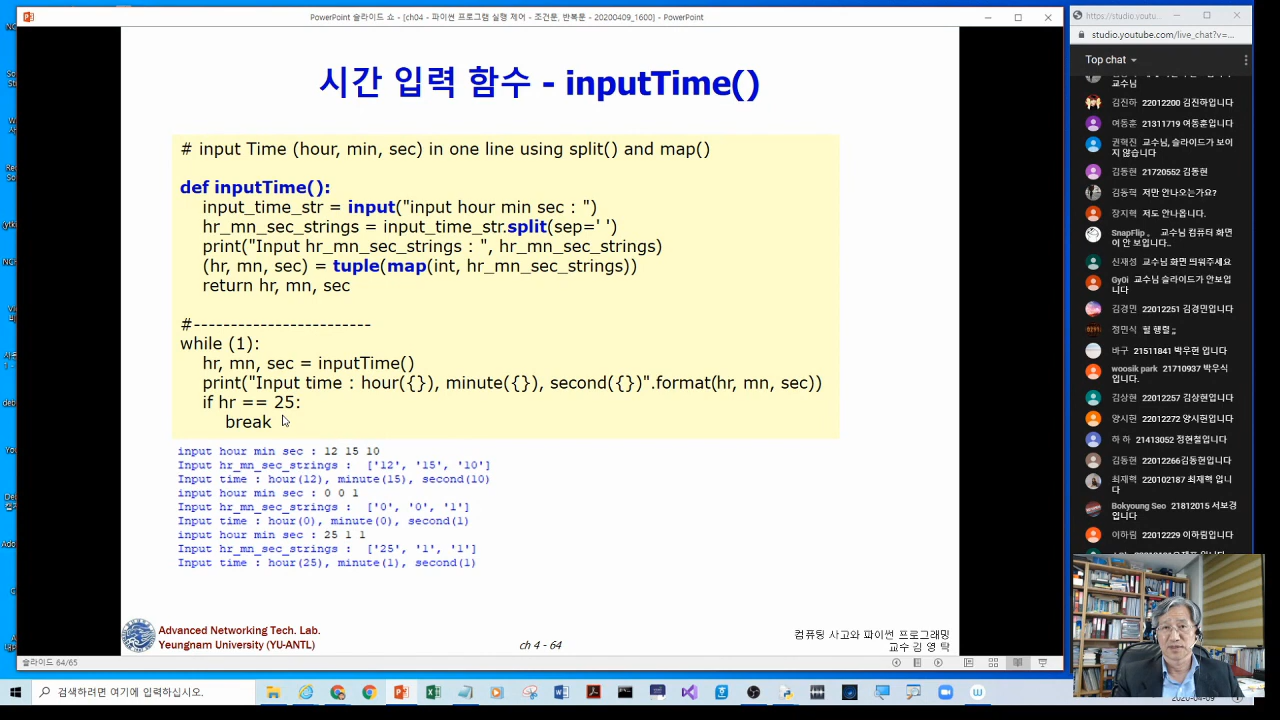 PowerPoint 슬라이드 쇼 - [ch04 - 파이썬 프로그램 실행 제어 - 조건문, 반복문 - 20200409_1600] - PowerPoint
시간 입력 함수 - inputTime()
# input Time (hour, min, sec) in one line using split() and map()
def inputTime():
input_time_str = input("input hour min sec : ")
hr_mn_sec_strings = input_time_str.split(sep=' ')
print("Input hr_mn_sec_strings : ", hr_mn_sec_strings)
(hr, mn, sec) = tuple(map(int, hr_mn_sec_strings))
return hr, mn, sec
#------------------------
while (1):
hr, mn, sec = inputTime()
print("Input time : hour({}), minute({}), second({})".format(hr, mn, sec))
if hr == 25:
break
input hour min sec : 12 15 10
Input hr_mn_sec_strings :  ['12', '15', '10']
Input time : hour(12), minute(15), second(10)
input hour min sec : 0 0 1
Input hr_mn_sec_strings :  ['0', '0', '1']
Input time : hour(0), minute(0), second(1)
input hour min sec : 25 1 1
Input hr_mn_sec_strings :  ['25', '1', '1']
Input time : hour(25), minute(1), second(1)
Advanced Networking Tech. Lab.
Yeungnam University (YU-ANTL)
ch 4 - 64
컴퓨팅 사고와 파이썬 프로그래밍
교수 김 영 탁
슬라이드 64/65
검색하려면 여기에 입력하십시오.
https://studio.youtu...
studio.youtube.com/live_chat?v=...
Top chat
교수님
김진하 22012200 김진하입니다
여동훈 21311719 여동훈입니다
권혁진 교수님, 슬라이드가 보이
지 않습니다
김동현 21720552 김동현
김동혁 저만 안나오는가요?
장지혁 저도 안나옵니다.
SnapFlip 。 교수님 컴퓨터 화면
이 안 보입니다..
신재성 교수님 화면 띄워주세요
Gy0i 교수님 슬라이드가 안보입
니다
김경민 22012251 김경민입니다
정민식 헐 행렬;;
바구 21511841 박우헌 입니다
woosik park 21710937 박우식
입니다.
김상현 22012257 김상현입니다
양시헌 22012272 양시헌입니다
하 하 21413052 정현철입니다
김동현 22012266김동현입니다
최재혁 220102187 최재혁 입니
다
Bokyoung Seo 21812015 서보경
입니다
이하림 22012229 이하림입니다